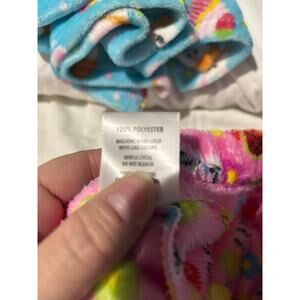 100% POLYESTER
MACHINE WASH COLD
WITH LIKE COLORS.
GENTLE CYCLE.
DO NOT BLEACH.